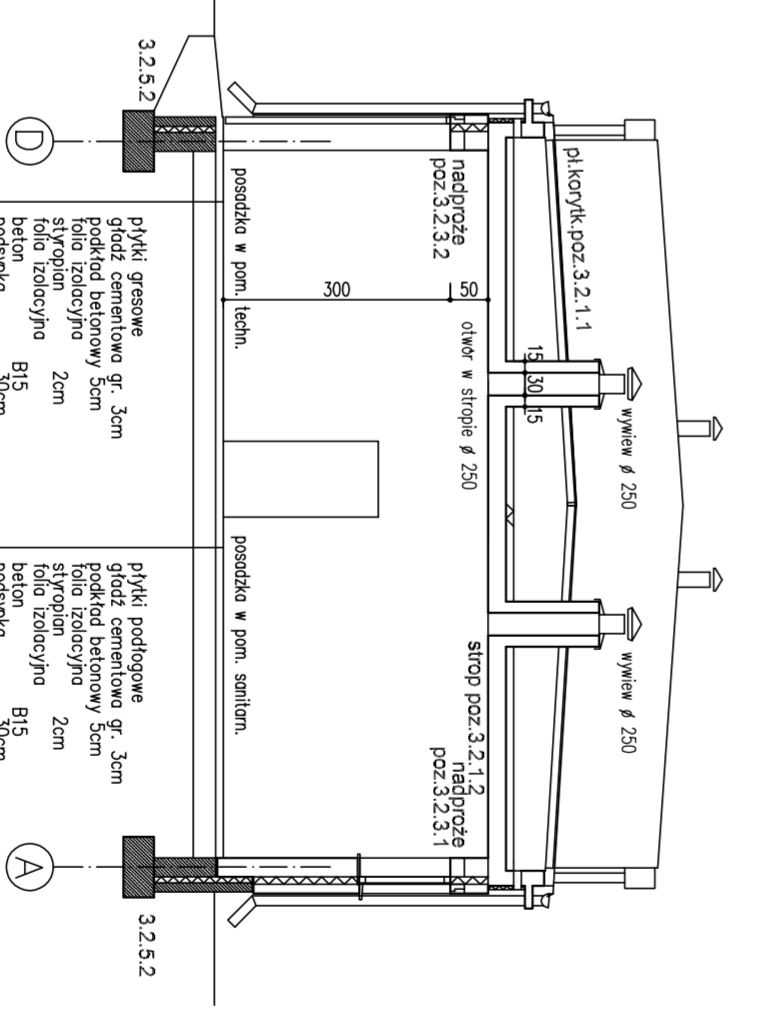 wywiew ø 250
wywiew ø 250
pł.korytk.poz.3.2.1.1
15
30
15
otwór w stropie ø 250
strop poz.3.2.1.2
nadproże
poz.3.2.3.2
nadproże
poz.3.2.3.1
50
300
posadzka w pom. techn.
posadzka w pom. sanitarn.
3.2.5.2
3.2.5.2
płytki gresowe
gładź cementowa gr. 3cm
podkład betonowy 5cm
folia izolacyjna
styropian 2cm
folia izolacyjna
beton B15
płytki podłogowe
gładź cementowa gr. 3cm
podkład betonowy 5cm
folia izolacyjna
styropian 2cm
folia izolacyjna
beton B15
D
A